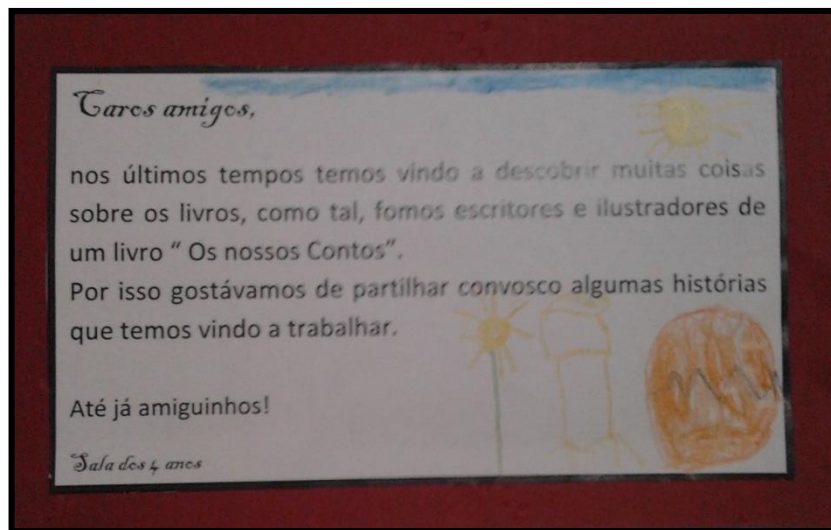 Caros amigos,
nos últimos tempos temos vindo a descobrir muitas coisas
sobre os livros, como tal, fomos escritores e ilustradores de
um livro “ Os nossos Contos”.
Por isso gostávamos de partilhar convosco algumas histórias
que temos vindo a trabalhar.
Até já amiguinhos!
Sala dos 4 anos